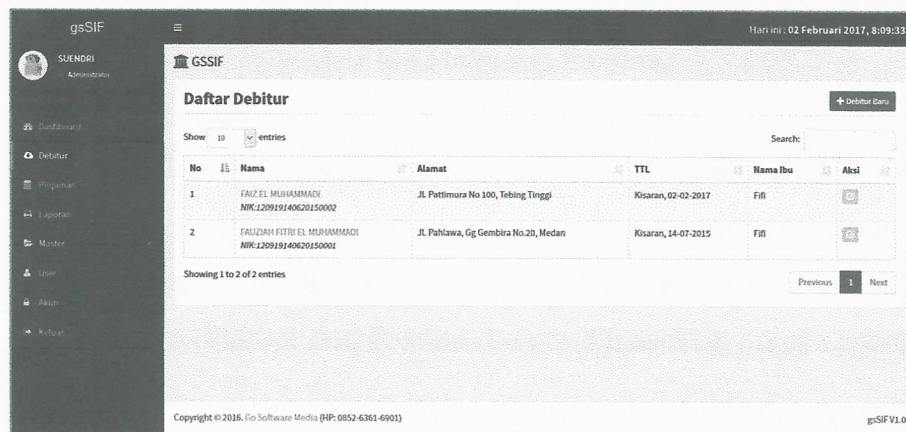 gsSIF
Hari ini : 02 Februari 2017, 8:09:33
SUENDRI
Administrator
GSSIF
Daftar Debitur
+ Debitur Baru
Dashboard
Debitur
Pinjaman
Laporan
Master
User
Akun
Keluar
Show 10 entries
Search:
No Nama Alamat TTL Nama Ibu Aksi
1 FAIZ EL MUHAMMADI Jl. Pattimura No 100, Tebing Tinggi Kisaran, 02-02-2017 Fifi
NIK:120919140620150002
2 FAUZIAH FITRI EL MUHAMMADI Jl. Pahlawa, Gg Gembira No.20, Medan Kisaran, 14-07-2015 Fifi
NIK:120919140620150001
Showing 1 to 2 of 2 entries
Previous 1 Next
Copyright © 2016. Go Software Media (HP: 0852-6361-6901)
gsSIF V1.0